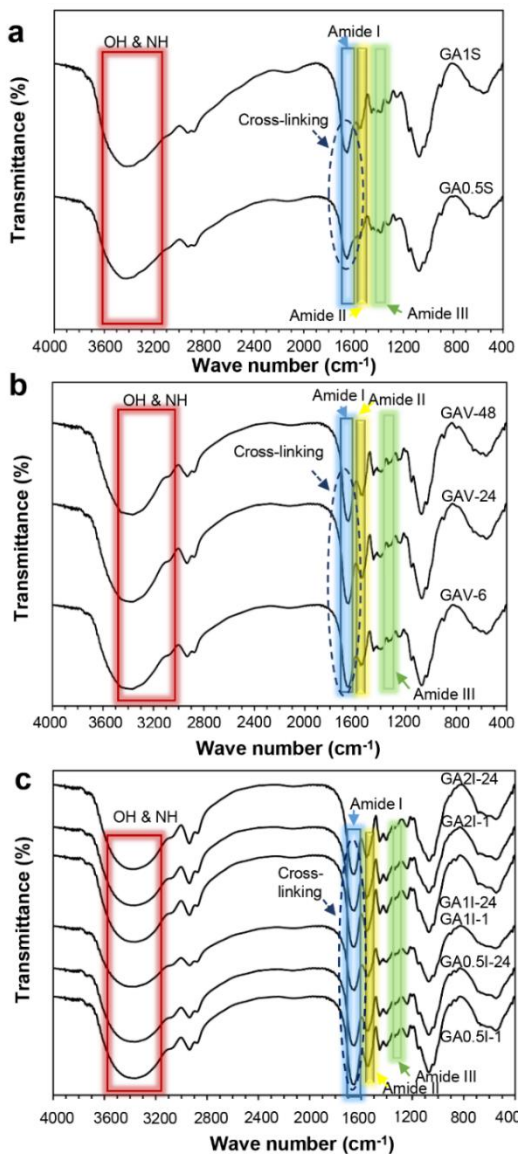 a
OH & NH
Amide I
GA1S
Cross-linking
GA0.5S
Transmittance (%)
Amide II
Amide III
4000 3600 3200 2800 2400 2000 1600 1200 800 400
Wave number (cm-1)
b
OH & NH
Amide I
Amide II
GAV-48
Cross-linking
GAV-24
Transmittance (%)
GAV-6
Amide III
4000 3600 3200 2800 2400 2000 1600 1200 800 400
Wave number (cm-1)
c
GA2I-24
OH & NH
Amide I
GA2I-1
Cross-
linking
GA1I-24
GA1I-1
Transmittance (%)
GA0.5I-24
GA0.5I-1
Amide III
Amide II
4000 3600 3200 2800 2400 2000 1600 1200 800 400
Wave number (cm-1)